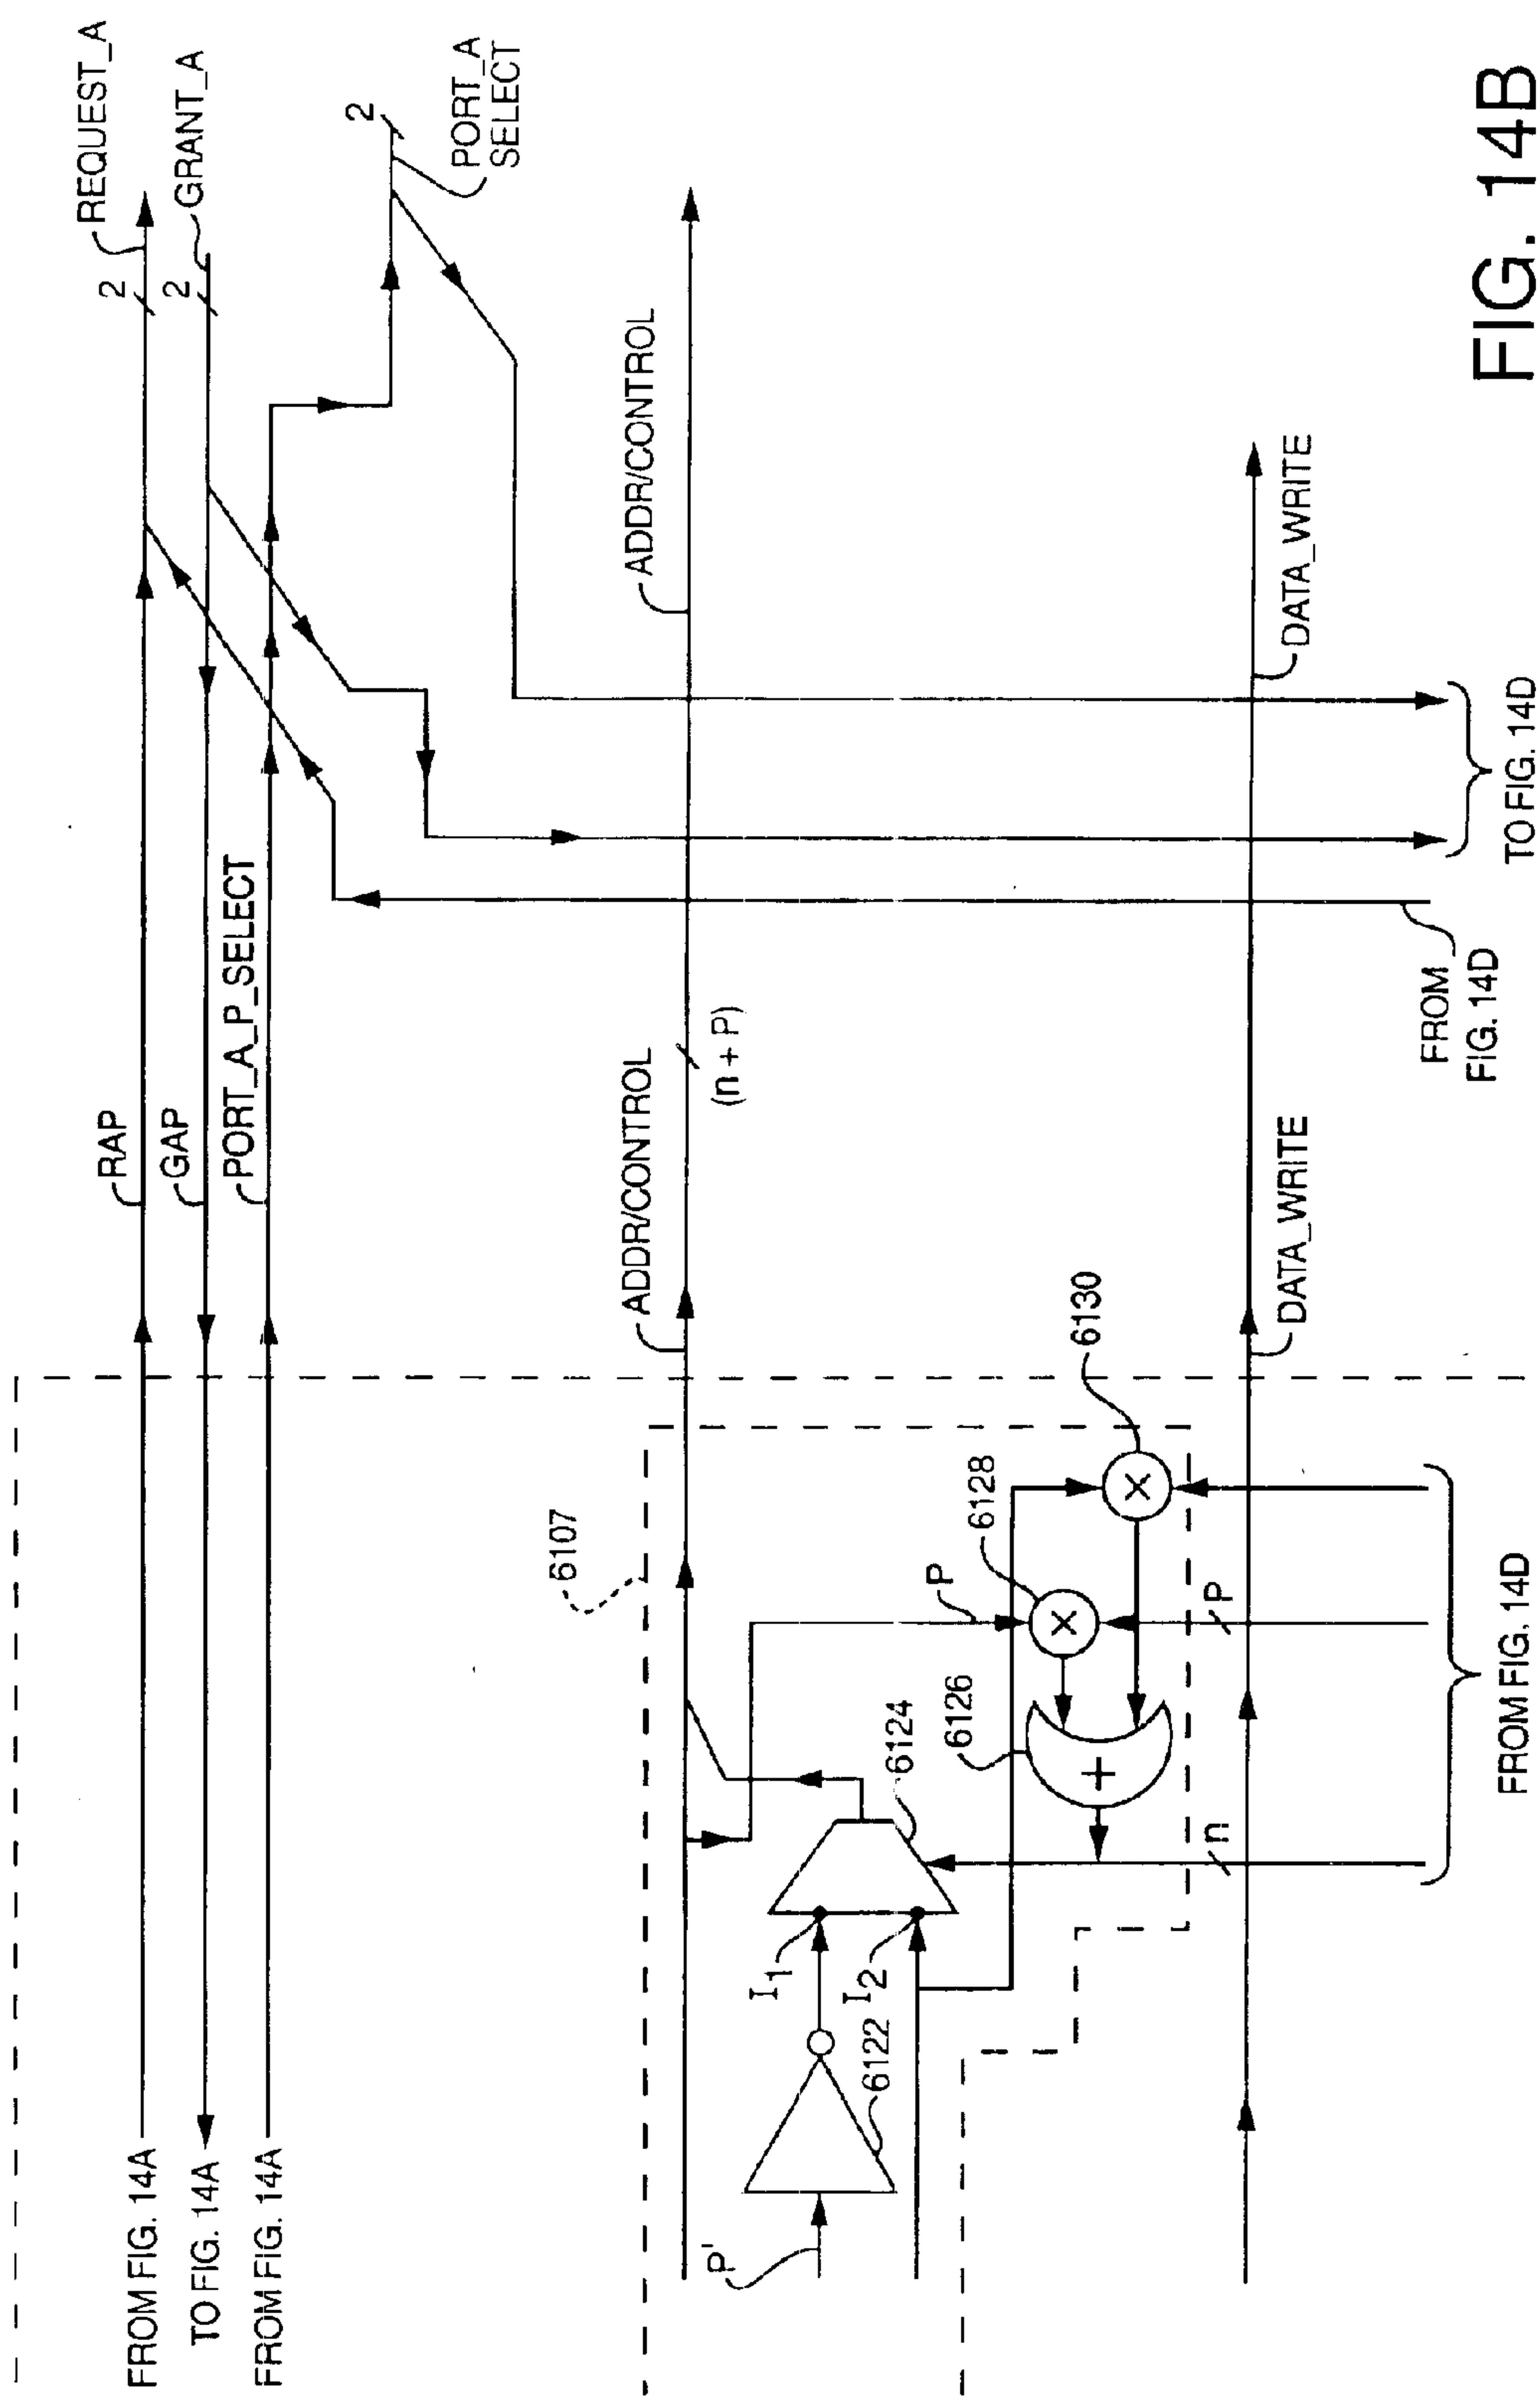 REQUEST_A
2
GRANT_A
2
2
PORT_A
SELECT
RAP
GAP
PORT_A_P_SELECT
FROM FIG. 14A
TO FIG. 14A
FROM FIG. 14A
ADDR/CONTROL
ADDR/CONTROL
(n + P)
6107
P'
6122
I1
I2
6124
6126
P
6128
6130
n
P
DATA_WRITE
DATA_WRITE
FROM FIG. 14D
FROM
FIG. 14D
TO FIG. 14D
FIG. 14B